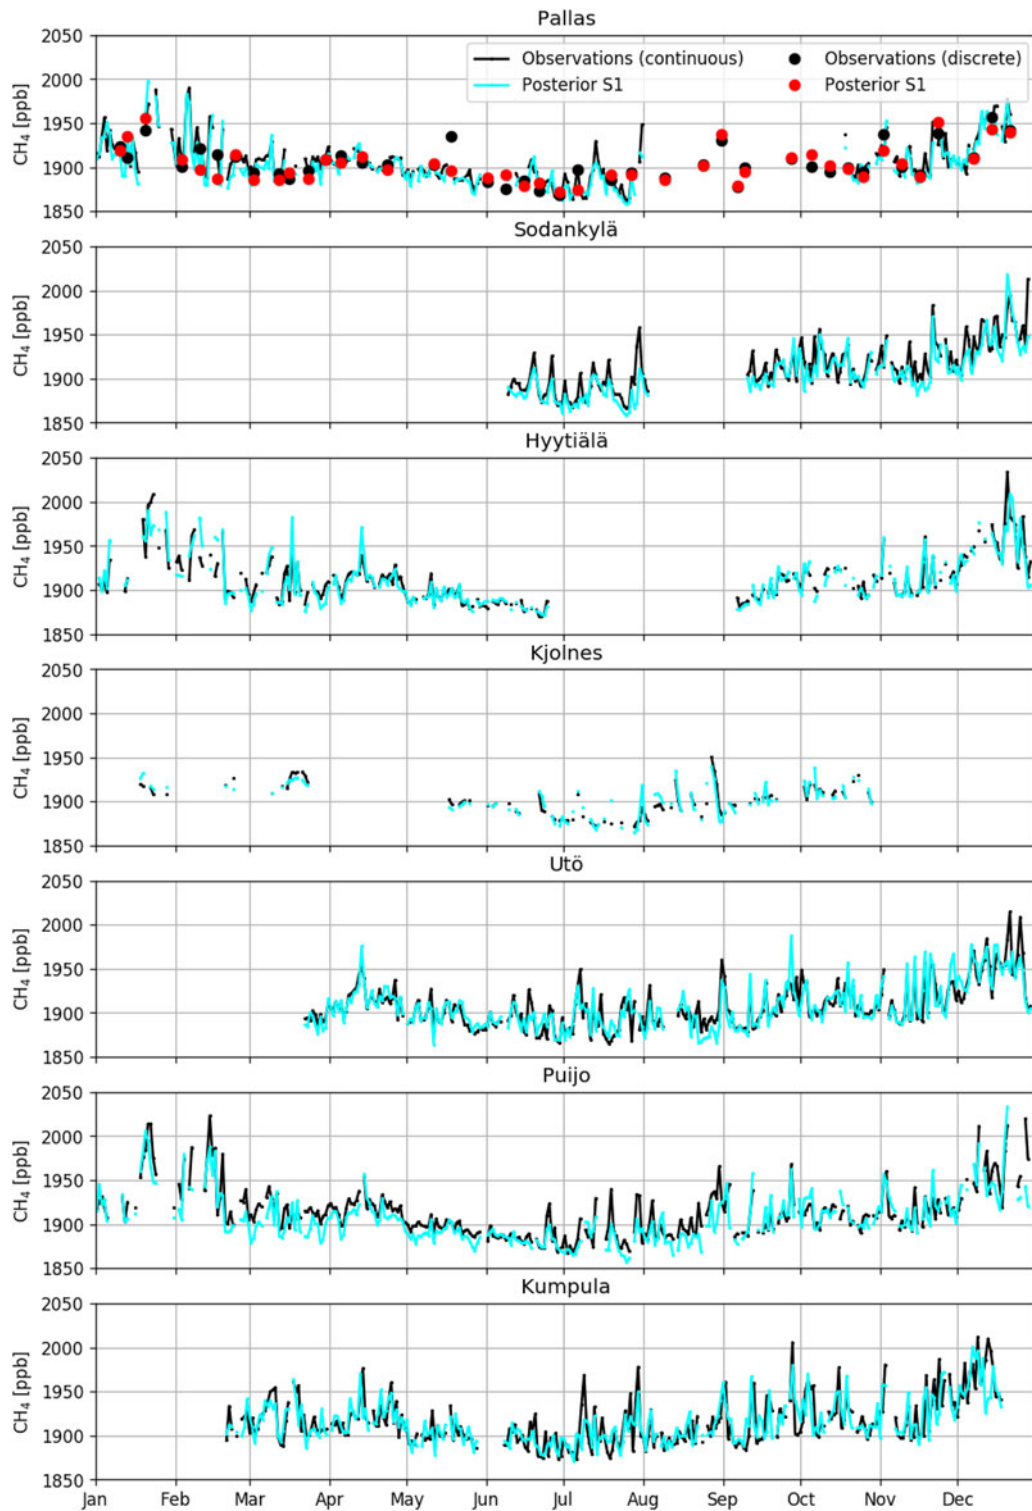 Pallas
2050
2000
1950
1900
1850
CH₄ [ppb]
Observations (continuous)
Posterior S1
Observations (discrete)
Posterior S1
Sodankylä
2050
2000
1950
1900
1850
CH₄ [ppb]
Hyytiälä
2050
2000
1950
1900
1850
CH₄ [ppb]
Kjolnes
2050
2000
1950
1900
1850
CH₄ [ppb]
Utö
2050
2000
1950
1900
1850
CH₄ [ppb]
Puijo
2050
2000
1950
1900
1850
CH₄ [ppb]
Kumpula
2050
2000
1950
1900
1850
CH₄ [ppb]
Jan Feb Mar Apr May Jun Jul Aug Sep Oct Nov Dec